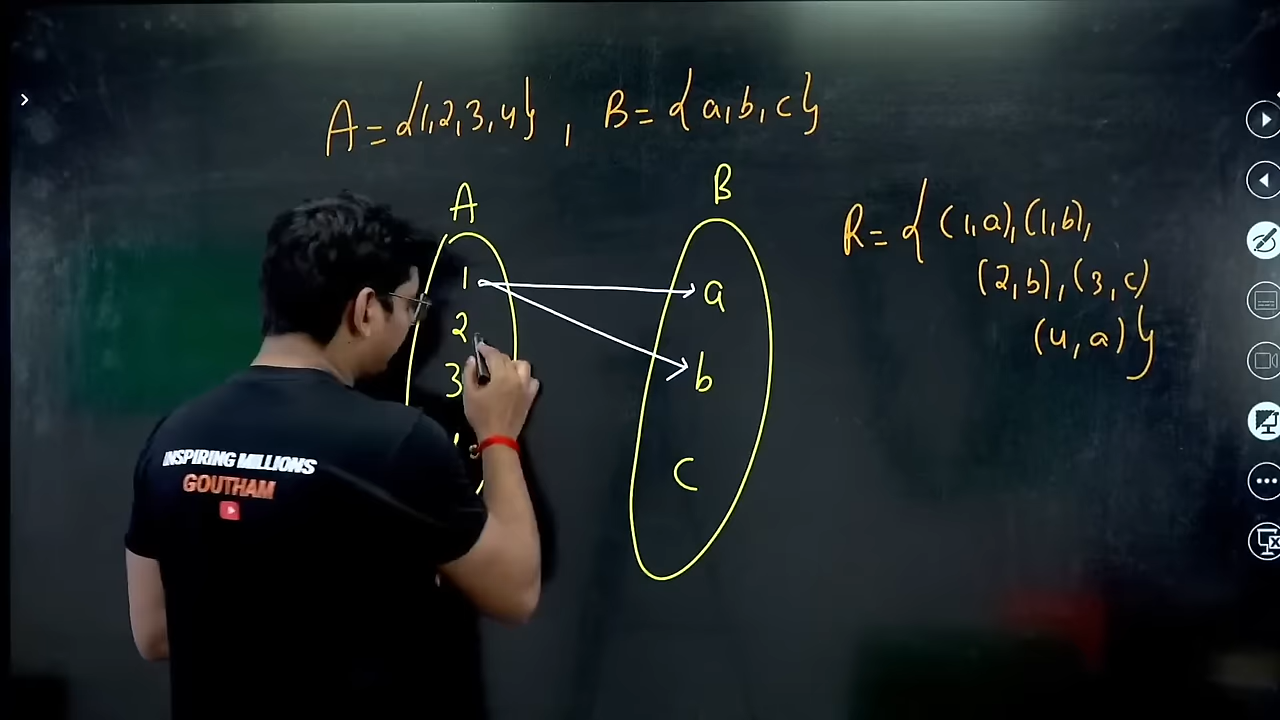 A = {1,2,3,4} , B = {a,b,c}
A
B
R = { (1,a),(1,b),
(2,b),(3,c)
(4,a) }
1
2
3
a
b
c
INSPIRING MILLIONS
GOUTHAM